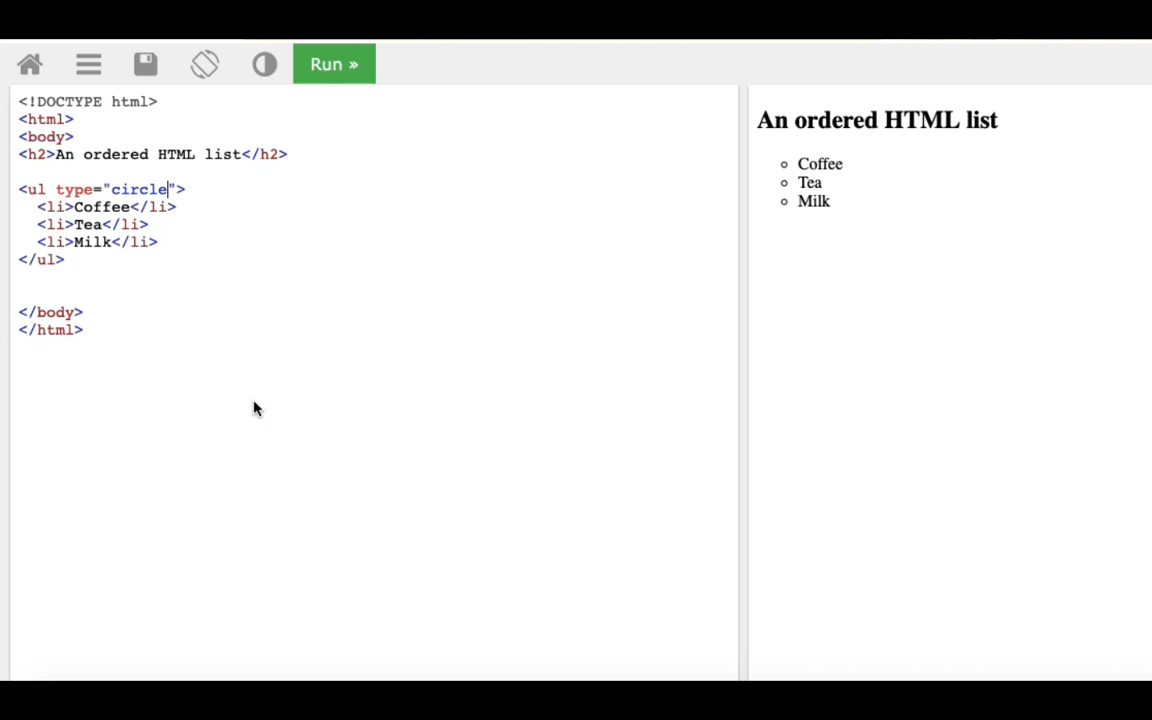 Run »
<!DOCTYPE html>
<html>
<body>
<h2>An ordered HTML list</h2>
<ul type="circle">
  <li>Coffee</li>
  <li>Tea</li>
  <li>Milk</li>
</ul>
</body>
</html>
An ordered HTML list
Coffee
Tea
Milk